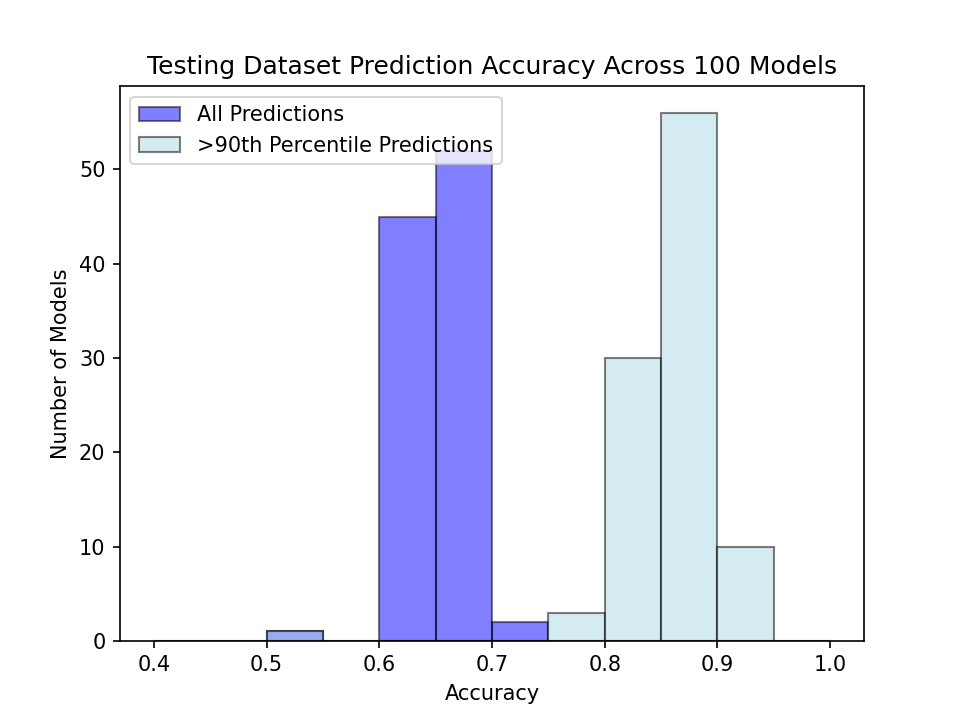 Testing Dataset Prediction Accuracy Across 100 Models
All Predictions
>90th Percentile Predictions
Number of Models
50
40
30
20
10
0
0.4 0.5 0.6 0.7 0.8 0.9 1.0
Accuracy